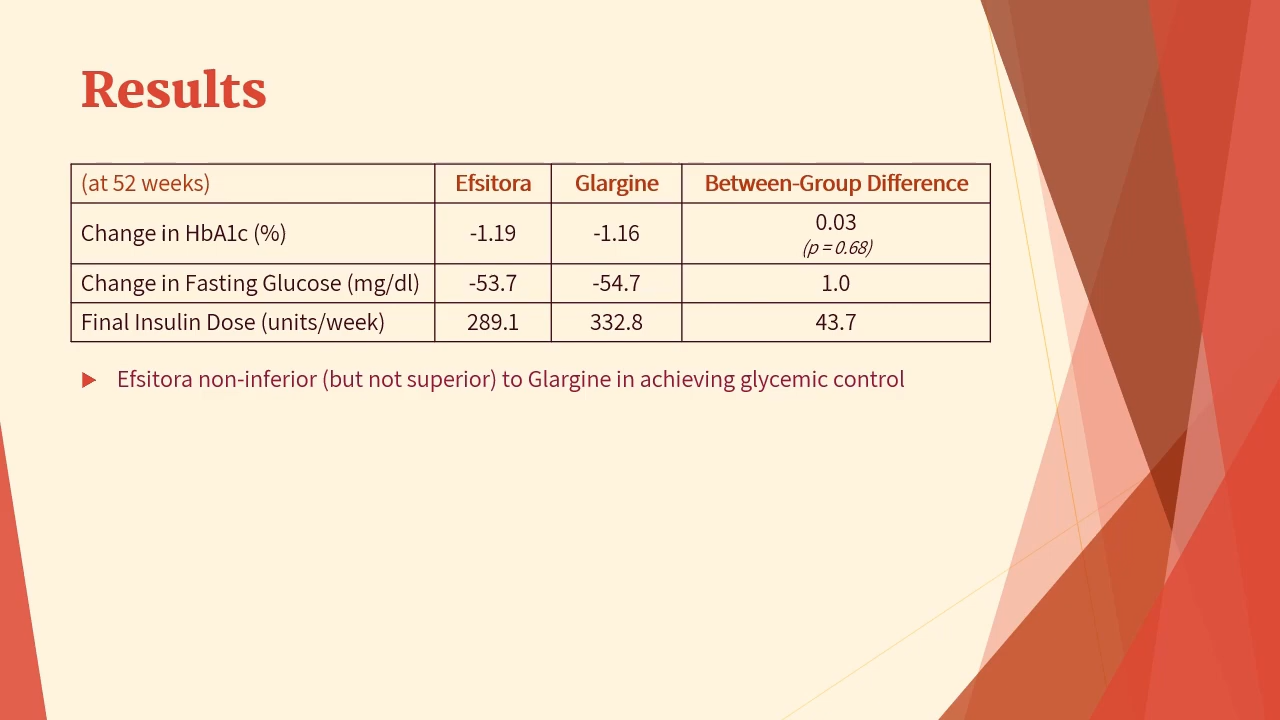 Results
(at 52 weeks) Efsitora Glargine Between-Group Difference
Change in HbA1c (%) -1.19 -1.16 0.03
(p = 0.68)
Change in Fasting Glucose (mg/dl) -53.7 -54.7 1.0
Final Insulin Dose (units/week) 289.1 332.8 43.7
Efsitora non-inferior (but not superior) to Glargine in achieving glycemic control